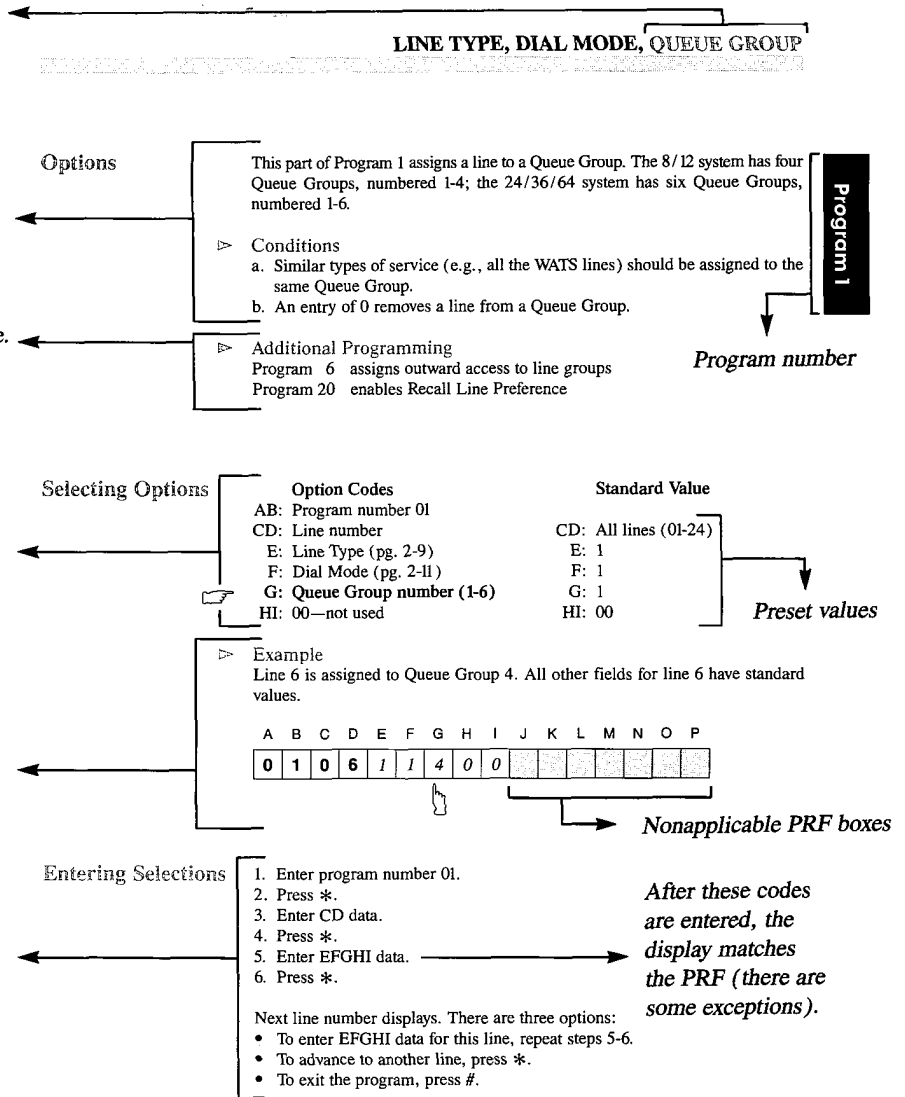 LINE TYPE, DIAL MODE, QUEUE GROUP
Options
This part of Program 1 assigns a line to a Queue Group. The 8/12 system has four
Queue Groups, numbered 1-4; the 24/36/64 system has six Queue Groups,
numbered 1-6.
Program 1
▷ Conditions
a. Similar types of service (e.g., all the WATS lines) should be assigned to the
same Queue Group.
b. An entry of 0 removes a line from a Queue Group.
e.
▷ Additional Programming
Program 6 assigns outward access to line groups
Program 20 enables Recall Line Preference
Program number
Selecting Options
Option Codes Standard Value
AB: Program number 01
CD: Line number CD: All lines (01-24)
E: Line Type (pg. 2-9) E: 1
F: Dial Mode (pg. 2-11) F: 1
G: Queue Group number (1-6) G: 1
HI: 00—not used HI: 00
Preset values
▷ Example
Line 6 is assigned to Queue Group 4. All other fields for line 6 have standard
values.
A B C D E F G H I J K L M N O P
0 1 0 6 1 1 4 0 0
Nonapplicable PRF boxes
Entering Selections
1. Enter program number 01.
2. Press *.
3. Enter CD data.
4. Press *.
5. Enter EFGHI data.
6. Press *.
After these codes
are entered, the
display matches
the PRF (there are
some exceptions).
Next line number displays. There are three options:
• To enter EFGHI data for this line, repeat steps 5-6.
• To advance to another line, press *.
• To exit the program, press #.